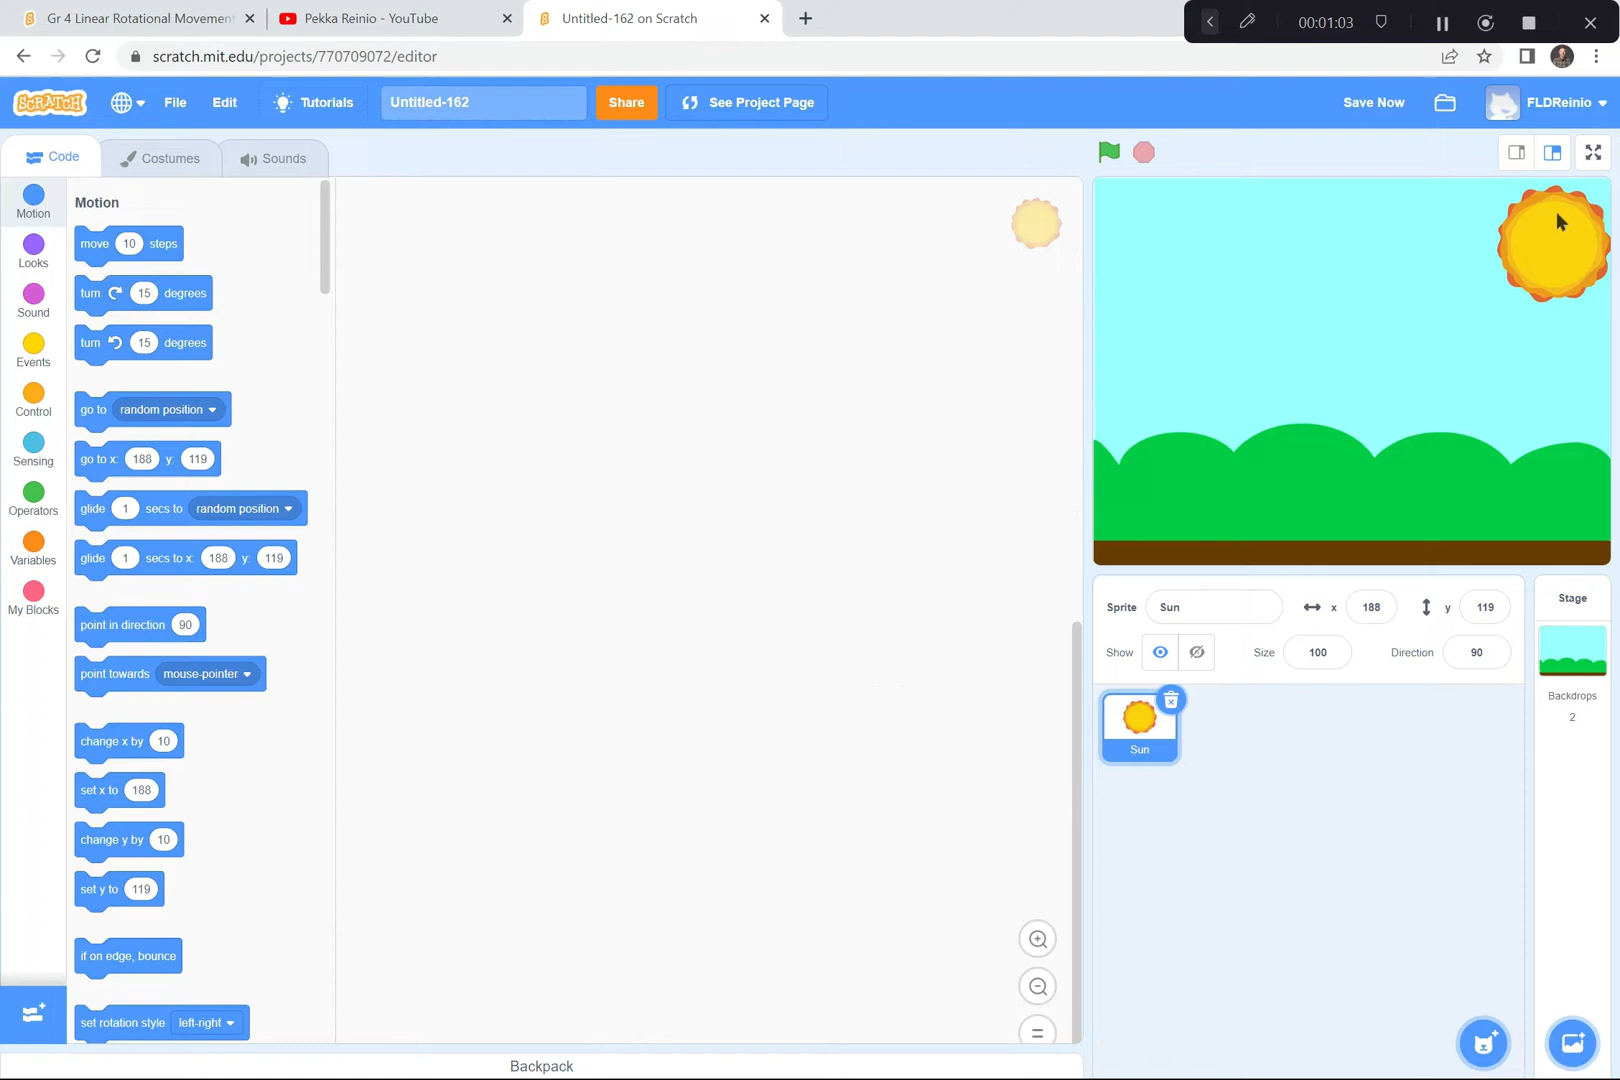 Gr 4 Linear Rotational Movement
Pekka Reinio - YouTube
Untitled-162 on Scratch
00:01:03
scratch.mit.edu/projects/770709072/editor
SCRATCH
File
Edit
Tutorials
Untitled-162
Share
See Project Page
Save Now
FLDReinio
Code
Costumes
Sounds
Motion
Looks
Sound
Events
Control
Sensing
Operators
Variables
My Blocks
Motion
move 10 steps
turn 15 degrees
turn 15 degrees
go to random position
go to x: 188 y: 119
glide 1 secs to random position
glide 1 secs to x: 188 y: 119
point in direction 90
point towards mouse-pointer
change x by 10
set x to 188
change y by 10
set y to 119
if on edge, bounce
set rotation style left-right
Backpack
Sprite Sun x 188 y 119
Show Size 100 Direction 90
Sun
Stage
Backdrops
2